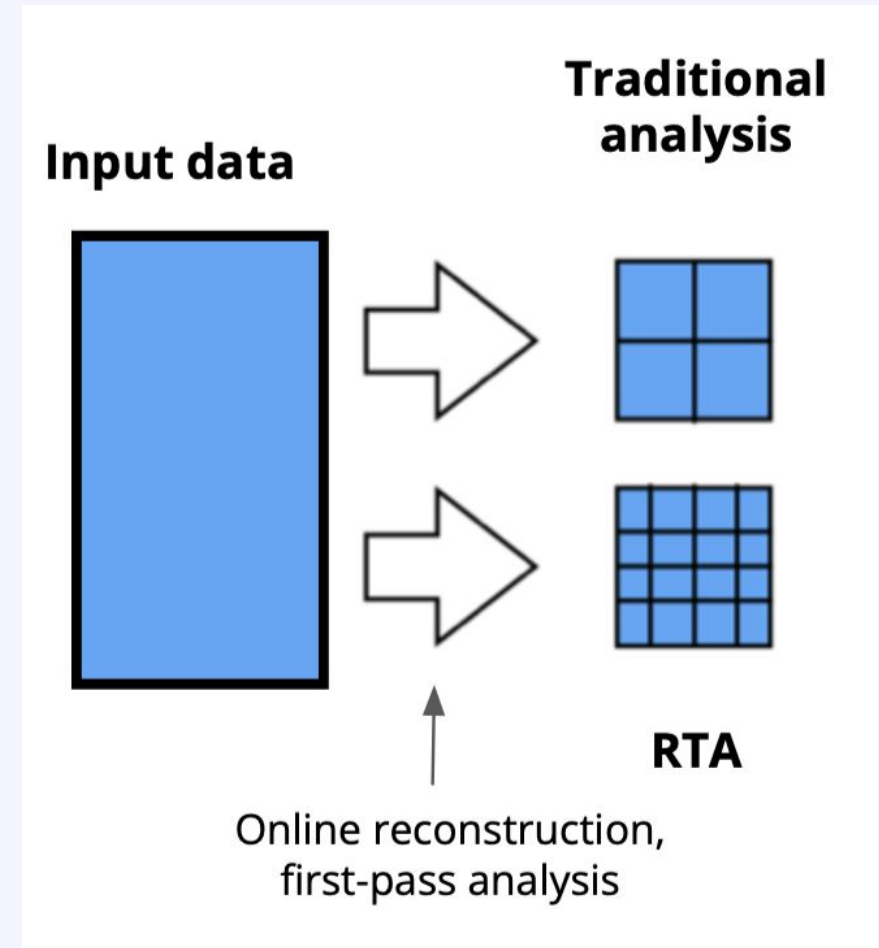 Traditional
analysis
Input data
RTA
Online reconstruction,
first-pass analysis